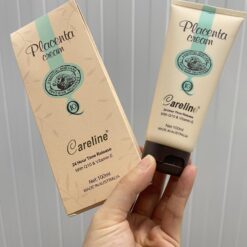 Placenta
cream
Careline
24 Hour Time Release
With Q10 & Vitamin E
Net 100ml
MADE IN AUSTRALIA
Placenta
cream
Careline
24 Hour Time Release
With Q10 & Vitamin E
Net 100ml
MADE IN AUSTRALIA